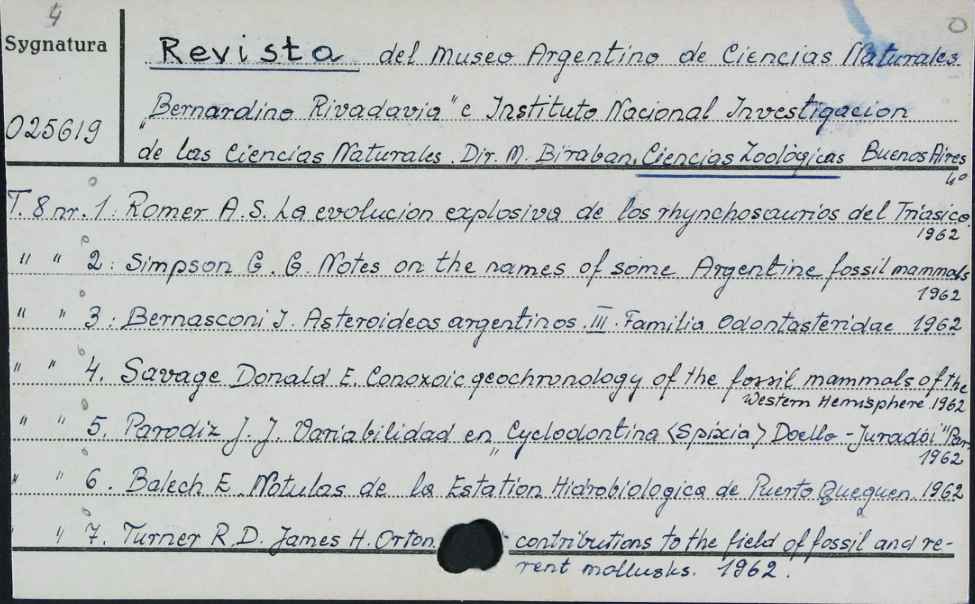 4
Sygnatura
Revista del Museo Argentino de Ciencias Naturales
„Bernardino Rivadavia" e Instituto Nacional Investigacion
025619
de las Ciencias Naturales. Dir. M. Biraban. Ciencias Zoologicas Buenos Aires
4°
T. 8 nr. 1: Romer A.S. La evolucion explosiva de los rhynchosaurios del Triasico.
1962
" " 2: Simpson G. G. Notes on the names of some Argentine fossil mammals
1962
" " 3: Bernasconi J. Asteroideos argentinos. III. Familia Odontasteridae 1962
" " 4. Savage Donald E. Conoxoic geochronology of the fossil mammals of the
Western Hemisphere 1962
" " 5. Parodiz J. J. Variabilidad en „Cyclodontina (Spixia) Doello-Juradoi" Par.
1962
" " 6. Balech E. Notulas de la Estation Hidrobiologica de Puerto Quequen. 1962
" " 7. Turner R.D. James H. Orton - contributions to the field of fossil and re-
rent mollusks. 1962.